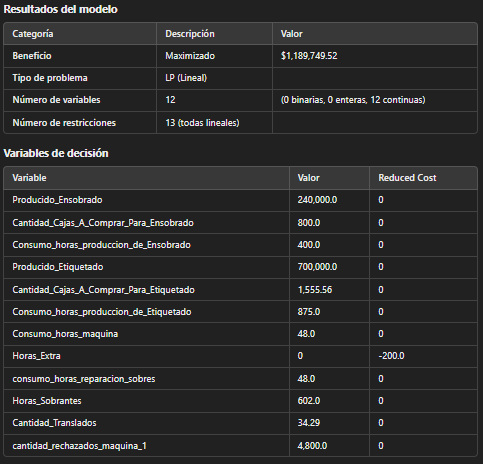 Resultados del modelo
Categoría Descripción Valor
Beneficio Maximizado $1,189,749.52
Tipo de problema LP (Lineal)
Número de variables 12 (0 binarias, 0 enteras, 12 continuas)
Número de restricciones 13 (todas lineales)
Variables de decisión
Variable Valor Reduced Cost
Producido_Ensobrado 240,000.0 0
Cantidad_Cajas_A_Comprar_Para_Ensobrado 800.0 0
Consumo_horas_produccion_de_Ensobrado 400.0 0
Producido_Etiquetado 700,000.0 0
Cantidad_Cajas_A_Comprar_Para_Etiquetado 1,555.56 0
Consumo_horas_produccion_de_Etiquetado 875.0 0
Consumo_horas_maquina 48.0 0
Horas_Extra 0 -200.0
consumo_horas_reparacion_sobres 48.0 0
Horas_Sobrantes 602.0 0
Cantidad_Translados 34.29 0
cantidad_rechazados_maquina_1 4,800.0 0